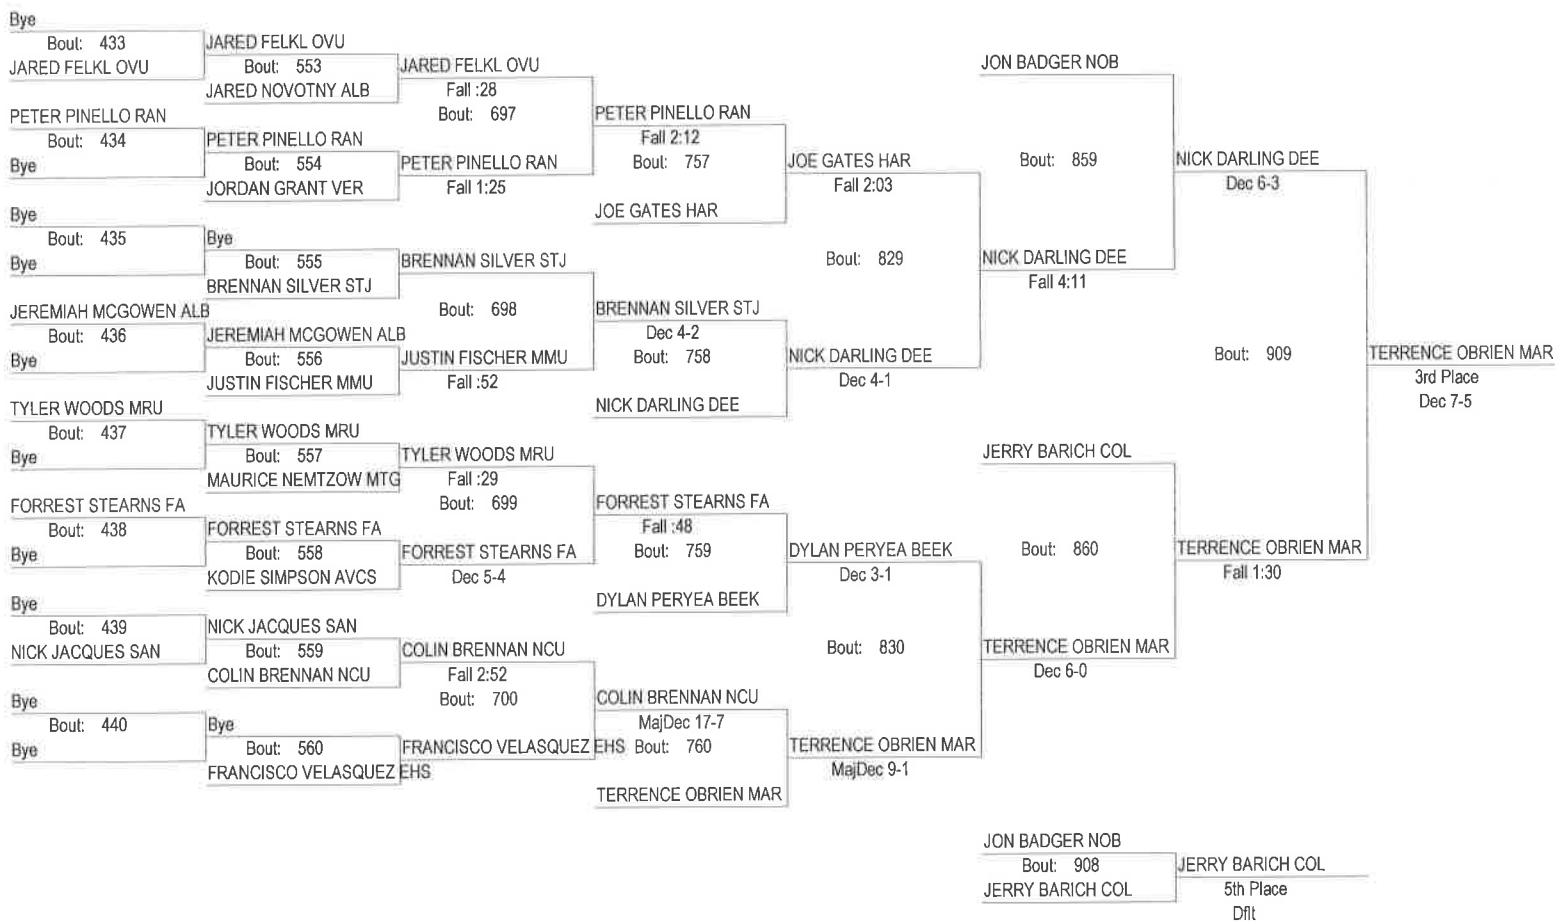 Bye
Bout: 433
JARED FELKL OVU
PETER PINELLO RAN
Bout: 434
Bye
Bye
Bout: 435
Bye
JEREMIAH MCGOWEN ALB
Bout: 436
Bye
TYLER WOODS MRU
Bout: 437
Bye
FORREST STEARNS FA
Bout: 438
Bye
Bye
Bout: 439
NICK JACQUES SAN
Bye
Bout: 440
Bye
JARED FELKL OVU
Bout: 553
JARED NOVOTNY ALB
PETER PINELLO RAN
Bout: 554
JORDAN GRANT VER
Bye
Bout: 555
BRENNAN SILVER STJ
JEREMIAH MCGOWEN ALB
Bout: 556
JUSTIN FISCHER MMU
TYLER WOODS MRU
Bout: 557
MAURICE NEMTZOW MTG
FORREST STEARNS FA
Bout: 558
KODIE SIMPSON AVCS
NICK JACQUES SAN
Bout: 559
COLIN BRENNAN NCU
Bye
Bout: 560
FRANCISCO VELASQUEZ EHS
JARED FELKL OVU
Fall :28
Bout: 697
PETER PINELLO RAN
Fall 1:25
BRENNAN SILVER STJ
Bout: 698
JUSTIN FISCHER MMU
Fall :52
TYLER WOODS MRU
Fall :29
Bout: 699
FORREST STEARNS FA
Dec 5-4
COLIN BRENNAN NCU
Fall 2:52
Bout: 700
FRANCISCO VELASQUEZ EHS
PETER PINELLO RAN
Fall 2:12
Bout: 757
JOE GATES HAR
BRENNAN SILVER STJ
Dec 4-2
Bout: 758
NICK DARLING DEE
FORREST STEARNS FA
Fall :48
Bout: 759
DYLAN PERYEA BEEK
COLIN BRENNAN NCU
MajDec 17-7
Bout: 760
TERRENCE OBRIEN MAR
JOE GATES HAR
Fall 2:03
Bout: 829
NICK DARLING DEE
Dec 4-1
DYLAN PERYEA BEEK
Dec 3-1
Bout: 830
TERRENCE OBRIEN MAR
MajDec 9-1
JON BADGER NOB
Bout: 859
NICK DARLING DEE
Fall 4:11
JERRY BARICH COL
Bout: 860
TERRENCE OBRIEN MAR
Dec 6-0
NICK DARLING DEE
Dec 6-3
Bout: 909
TERRENCE OBRIEN MAR
Fall 1:30
TERRENCE OBRIEN MAR
3rd Place
Dec 7-5
JON BADGER NOB
Bout: 908
JERRY BARICH COL
JERRY BARICH COL
5th Place
Dflt